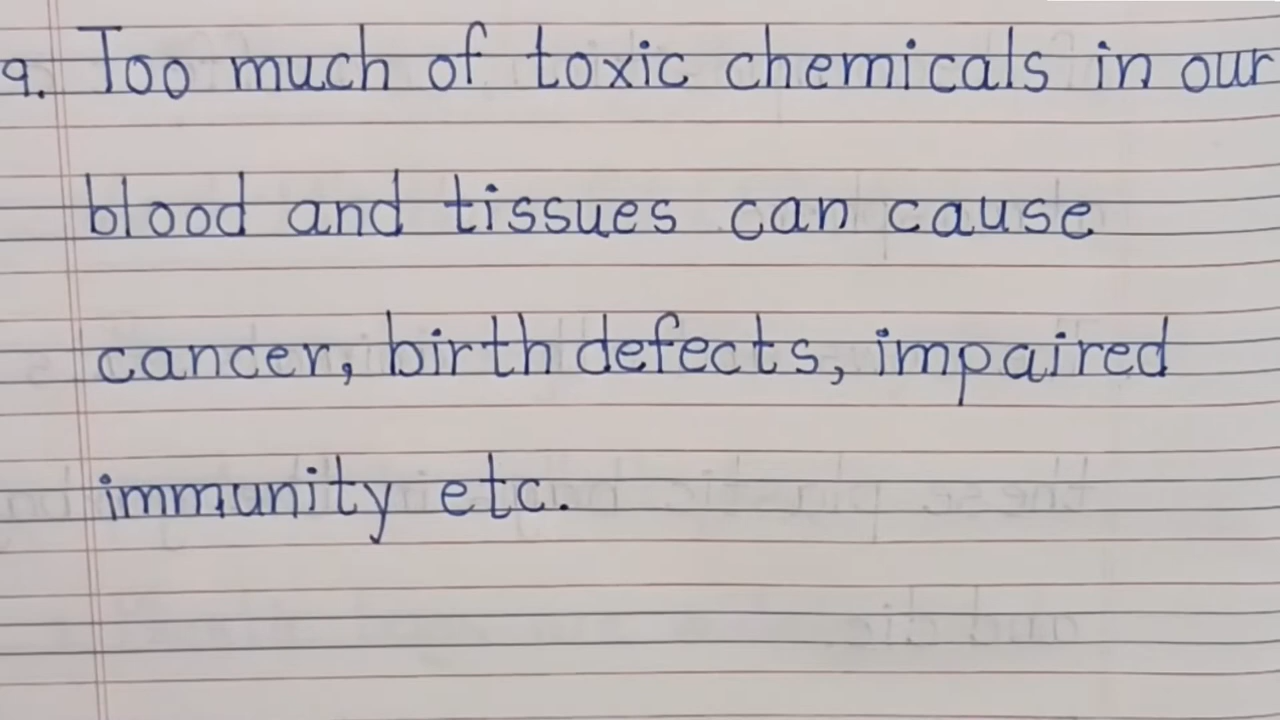 9. Too much of toxic chemicals in our
blood and tissues can cause
cancer, birth defects, impaired
immunity etc.